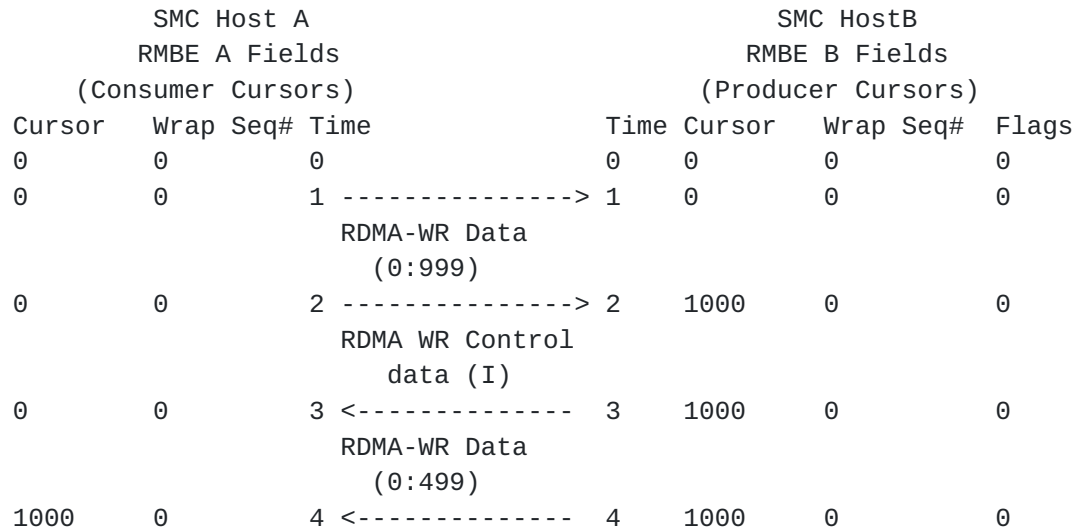 SMC Host A                              SMC HostB
RMBE A Fields                           RMBE B Fields
(Consumer Cursors)                      (Producer Cursors)
Cursor   Wrap Seq# Time               Time Cursor   Wrap Seq#  Flags
0        0         0                  0    0        0          0
0        0         1 ---------------> 1    0        0          0
RDMA-WR Data
(0:999)
0        0         2 ---------------> 2    1000     0          0
RDMA WR Control
data (I)
0        0         3 <--------------  3    1000     0          0
RDMA-WR Data
(0:499)
1000     0         4 <--------------  4    1000     0          0